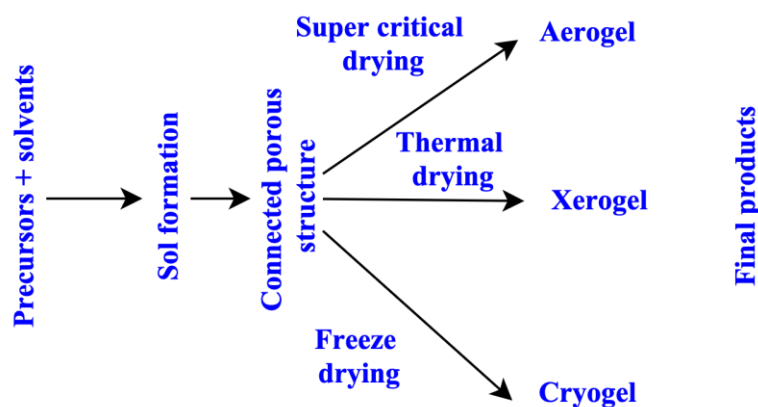 Precursors + solvents
Sol formation
Connected porous
structure
Super critical
drying
Aerogel
Thermal
drying
Xerogel
Freeze
drying
Cryogel
Final products